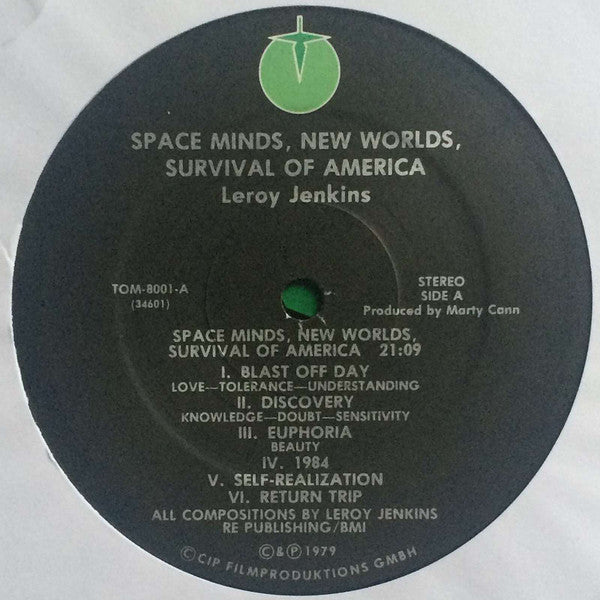 SPACE MINDS, NEW WORLDS,
SURVIVAL OF AMERICA
Leroy Jenkins
TOM-8001-A
(34601)
STEREO
SIDE A
Produced by Marty Cann
SPACE MINDS, NEW WORLDS,
SURVIVAL OF AMERICA 21:09
I. BLAST OFF DAY
LOVE—TOLERANCE—UNDERSTANDING
II. DISCOVERY
KNOWLEDGE—DOUBT—SENSITIVITY
III. EUPHORIA
BEAUTY
IV. 1984
V. SELF-REALIZATION
VI. RETURN TRIP
ALL COMPOSITIONS BY LEROY JENKINS
RE PUBLISHING/BMI
©&℗1979
©CIP FILMPRODUKTIONS GMBH